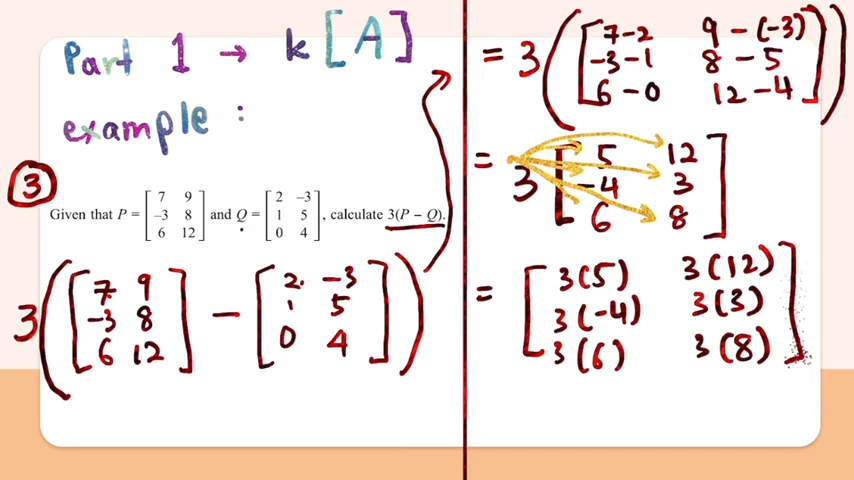 Part 1 → k[A]
example :
3
Given that P = [7 9; –3 8; 6 12] and Q = [2 –3; 1 5; 0 4], calculate 3(P – Q).
3([7 9; -3 8; 6 12] - [2 -3; 1 5; 0 4])
= 3([7-2 9-(-3); -3-1 8-5; 6-0 12-4])
= 3[5 12; -4 3; 6 8]
= [3(5) 3(12); 3(-4) 3(3); 3(6) 3(8)]